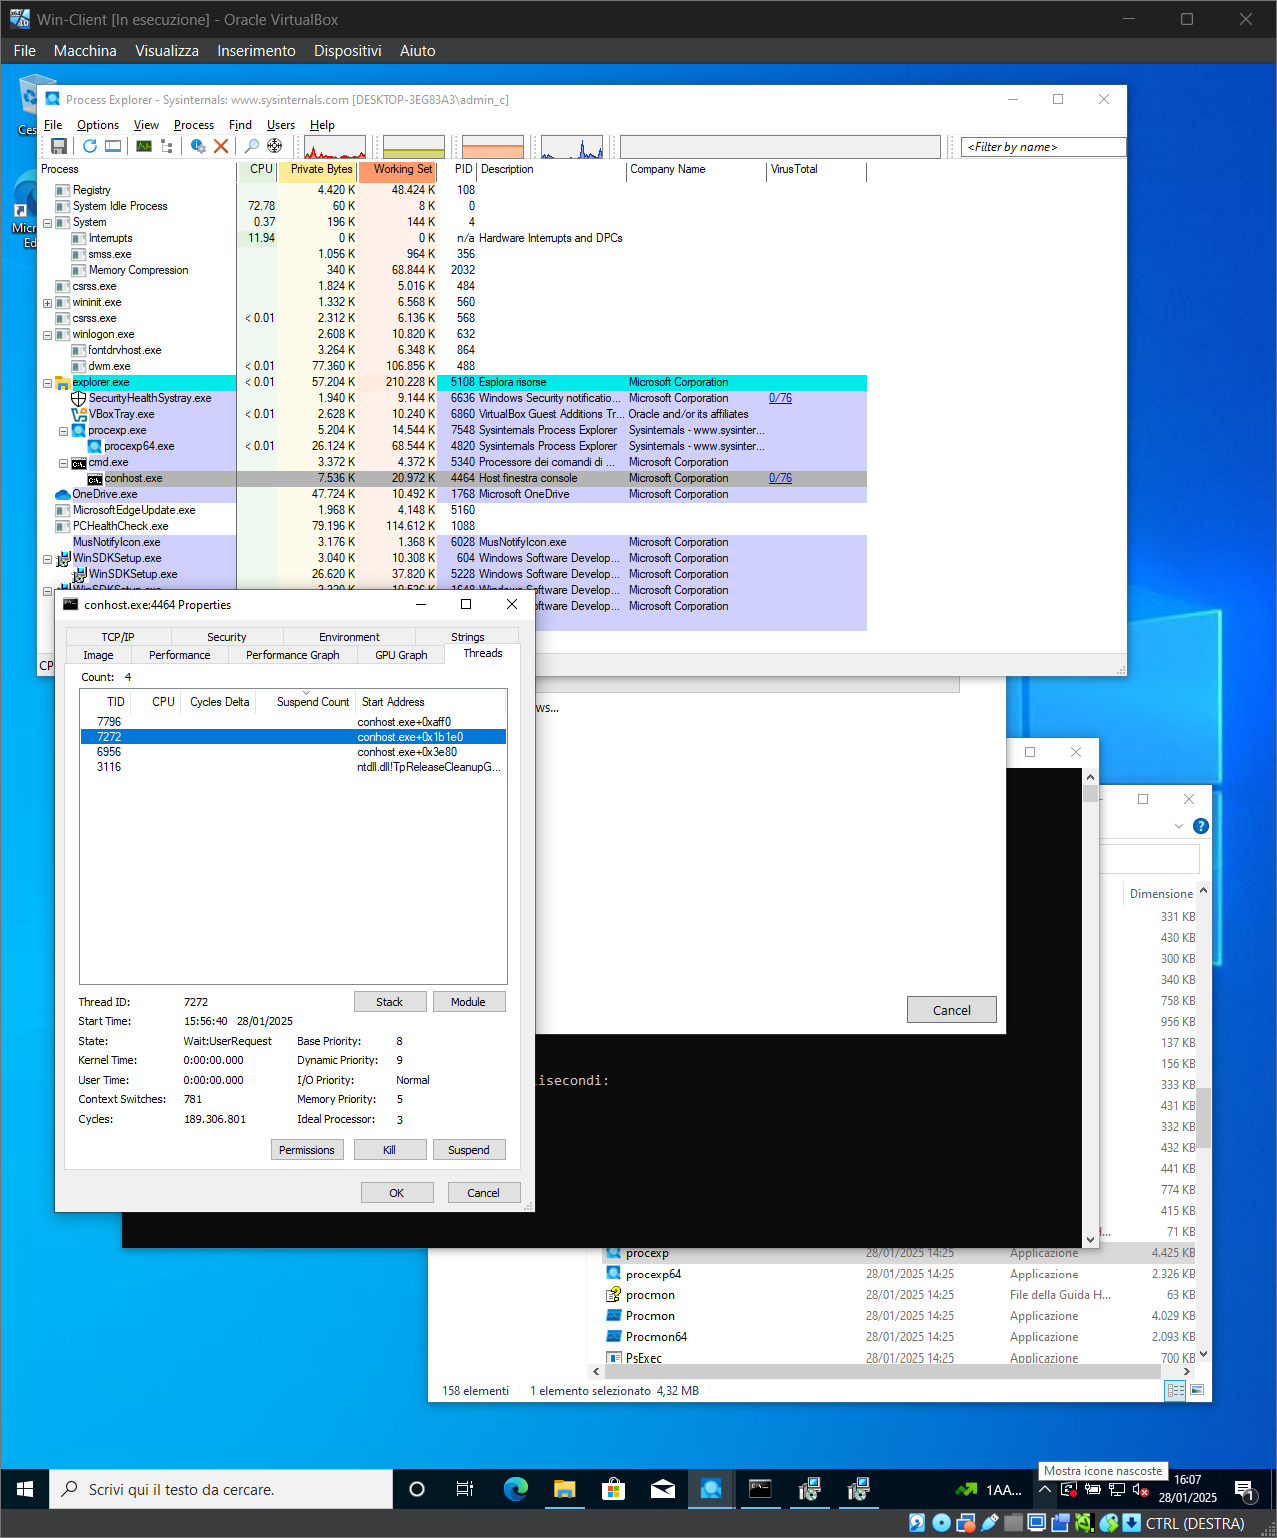 Win-Client [In esecuzione] - Oracle VirtualBox
File Macchina Visualizza Inserimento Dispositivi Aiuto
Process Explorer - Sysinternals: www.sysinternals.com [DESKTOP-3EG83A3\admin_c]
File Options View Process Find Users Help
<Filter by name>
Process CPU Private Bytes Working Set PID Description Company Name VirusTotal
Registry 4.420 K 48.424 K 108
System Idle Process 72.78 60 K 8 K 0
System 0.37 196 K 144 K 4
Interrupts 11.94 0 K 0 K n/a Hardware Interrupts and DPCs
smss.exe 1.056 K 964 K 356
Memory Compression 340 K 68.844 K 2032
csrss.exe 1.824 K 5.016 K 484
wininit.exe 1.332 K 6.568 K 560
csrss.exe < 0.01 2.312 K 6.136 K 568
winlogon.exe 2.608 K 10.820 K 632
fontdrvhost.exe 3.264 K 6.348 K 864
dwm.exe < 0.01 77.360 K 106.856 K 488
explorer.exe < 0.01 57.204 K 210.228 K 5108 Esplora risorse Microsoft Corporation
SecurityHealthSystray.exe 1.940 K 9.144 K 6636 Windows Security notificatio... Microsoft Corporation 0/76
VBoxTray.exe < 0.01 2.628 K 10.240 K 6860 VirtualBox Guest Additions Tr... Oracle and/or its affiliates
procexp.exe 5.204 K 14.544 K 7548 Sysinternals Process Explorer Sysinternals - www.sysinter...
procexp64.exe < 0.01 26.124 K 68.544 K 4820 Sysinternals Process Explorer Sysinternals - www.sysinter...
cmd.exe 3.372 K 4.372 K 5340 Processore dei comandi di ... Microsoft Corporation
conhost.exe 7.536 K 20.972 K 4464 Host finestra console Microsoft Corporation 0/76
OneDrive.exe 47.724 K 10.492 K 1768 Microsoft OneDrive Microsoft Corporation
MicrosoftEdgeUpdate.exe 1.968 K 4.148 K 5160
PCHealthCheck.exe 79.196 K 114.612 K 1088
MusNotifyIcon.exe 3.176 K 1.368 K 6028 MusNotifyIcon.exe Microsoft Corporation
WinSDKSetup.exe 3.040 K 10.308 K 604 Windows Software Develop... Microsoft Corporation
WinSDKSetup.exe 26.620 K 37.820 K 5228 Windows Software Develop... Microsoft Corporation
Windows Software Develop... Microsoft Corporation
oftware Develop... Microsoft Corporation
CP
conhost.exe:4464 Properties
TCP/IP Security Environment Strings
Image Performance Performance Graph GPU Graph Threads
Count: 4
TID CPU Cycles Delta Suspend Count Start Address
7796 conhost.exe+0xaff0
7272 conhost.exe+0x1b1e0
6956 conhost.exe+0x3e80
3116 ntdll.dll!TpReleaseCleanupG...
Thread ID: 7272 Stack Module
Start Time: 15:56:40 28/01/2025
State: Wait:UserRequest Base Priority: 8
Kernel Time: 0:00:00.000 Dynamic Priority: 9
User Time: 0:00:00.000 I/O Priority: Normal
Context Switches: 781 Memory Priority: 5
Cycles: 189.306.801 Ideal Processor: 3
Permissions Kill Suspend
OK Cancel
ws...
Cancel
lisecondi:
Dimensione
331 KB
430 KB
300 KB
340 KB
758 KB
956 KB
137 KB
156 KB
333 KB
431 KB
332 KB
432 KB
441 KB
774 KB
415 KB
H... 71 KB
procexp 28/01/2025 14:25 Applicazione 4.425 KB
procexp64 28/01/2025 14:25 Applicazione 2.326 KB
procmon 28/01/2025 14:25 File della Guida H... 63 KB
Procmon 28/01/2025 14:25 Applicazione 4.029 KB
Procmon64 28/01/2025 14:25 Applicazione 2.093 KB
PsExec 28/01/2025 14:25 Applicazione 700 KB
158 elementi 1 elemento selezionato 4,32 MB
Ces
Micr
Ed
Mostra icone nascoste
Scrivi qui il testo da cercare.
1AA...
16:07
28/01/2025
1
CTRL (DESTRA)